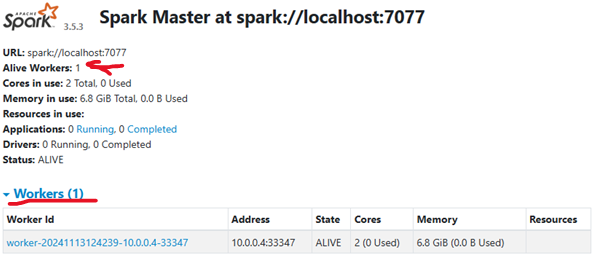 APACHE
Spark 3.5.3 Spark Master at spark://localhost:7077
URL: spark://localhost:7077
Alive Workers: 1
Cores in use: 2 Total, 0 Used
Memory in use: 6.8 GiB Total, 0.0 B Used
Resources in use:
Applications: 0 Running, 0 Completed
Drivers: 0 Running, 0 Completed
Status: ALIVE
Workers (1)
Worker Id Address State Cores Memory Resources
worker-20241113124239-10.0.0.4-33347 10.0.0.4:33347 ALIVE 2 (0 Used) 6.8 GiB (0.0 B Used)